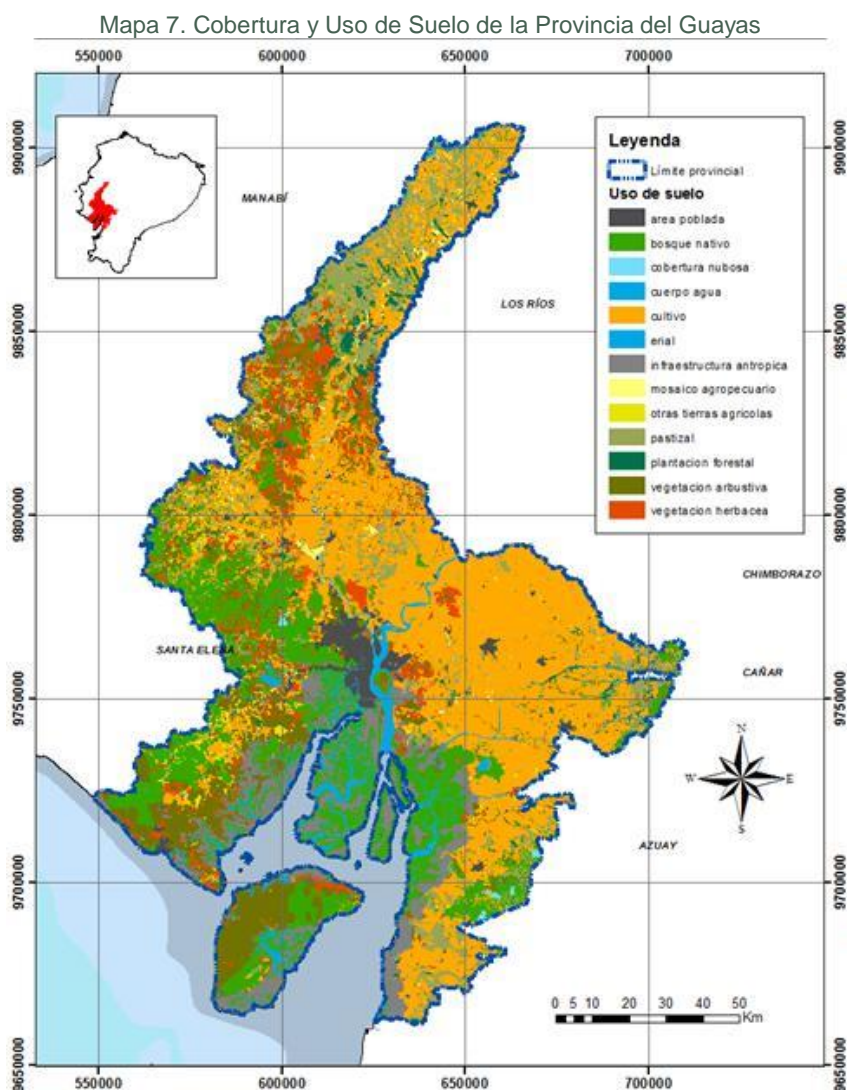 Mapa 7. Cobertura y Uso de Suelo de la Provincia del Guayas
550000 600000 650000 700000
9900000
9850000
9800000
9750000
9700000
9650000
MANABÍ
LOS RÍOS
CHIMBORAZO
SANTA ELENA
CAÑAR
AZUAY
Leyenda
Límite provincial
Uso de suelo
area poblada
bosque nativo
cobertura nubosa
cuerpo agua
cultivo
erial
infraestructura antropica
mosaico agropecuario
otras tierras agricolas
pastizal
plantacion forestal
vegetacion arbustiva
vegetacion herbacea
N
W E
S
0 5 10 20 30 40 50
Km
9900000
9850000
9800000
9750000
9700000
9650000
550000 600000 650000 700000